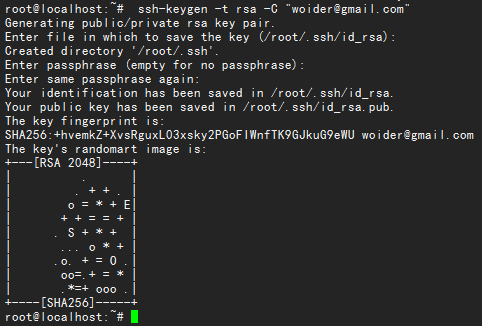 root@localhost:~#  ssh-keygen -t rsa -C "woider@gmail.com"
Generating public/private rsa key pair.
Enter file in which to save the key (/root/.ssh/id_rsa):
Created directory '/root/.ssh'.
Enter passphrase (empty for no passphrase):
Enter same passphrase again:
Your identification has been saved in /root/.ssh/id_rsa.
Your public key has been saved in /root/.ssh/id_rsa.pub.
The key fingerprint is:
SHA256:+hvemkZ+XvsRguxLO3xsky2PGoFlWnfTK9GJkuG9eWU woider@gmail.com
The key's randomart image is:
+---[RSA 2048]----+
|          .      |
|         . + + . |
|        o = * + E|
|       + + = = + |
|      . S + * +  |
|       ... o * + |
|      .o. + = O .|
|       oo=.+ = * |
|       .*=+ ooo .|
+----[SHA256]-----+
root@localhost:~#